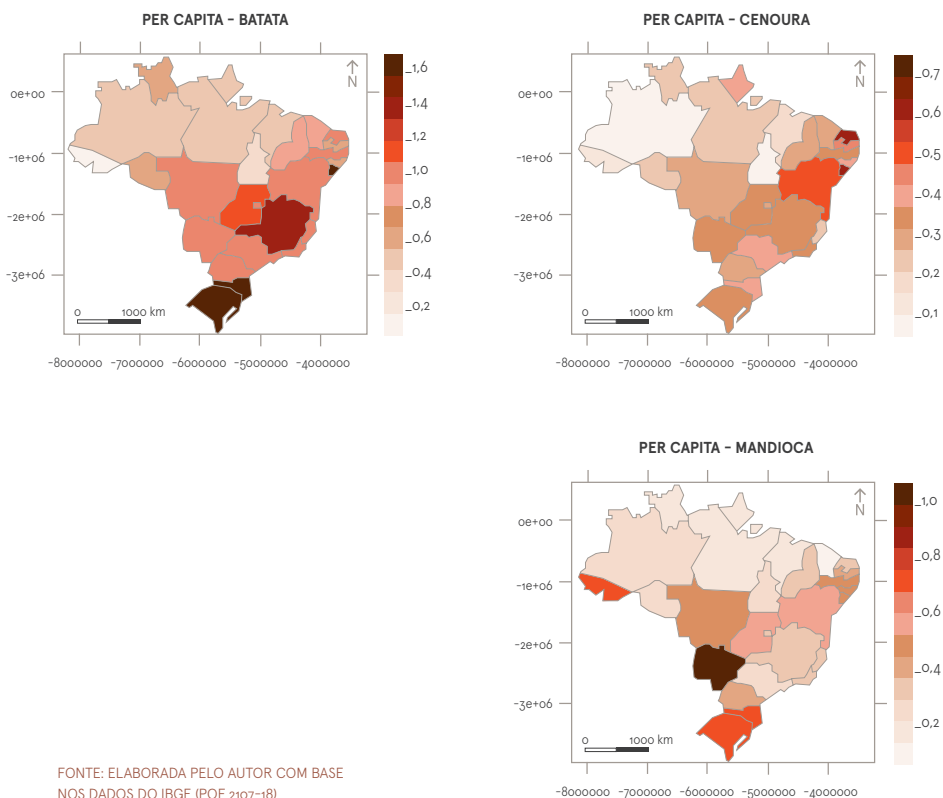 PER CAPITA - BATATA
N
0e+00
-1e+06
-2e+06
-3e+06
0 1000 km
-8000000 -7000000 -6000000 -5000000 -4000000
_1,6
_1,4
_1,2
_1,0
_0,8
_0,6
_0,4
_0,2
PER CAPITA - CENOURA
N
0e+00
-1e+06
-2e+06
-3e+06
0 1000 km
-8000000 -7000000 -6000000 -5000000 -4000000
_0,7
_0,6
_0,5
_0,4
_0,3
_0,2
_0,1
PER CAPITA - MANDIOCA
N
0e+00
-1e+06
-2e+06
-3e+06
0 1000 km
-8000000 -7000000 -6000000 -5000000 -4000000
_1,0
_0,8
_0,6
_0,4
_0,2
FONTE: ELABORADA PELO AUTOR COM BASE
NOS DADOS DO IBGE (POF 2107-18)